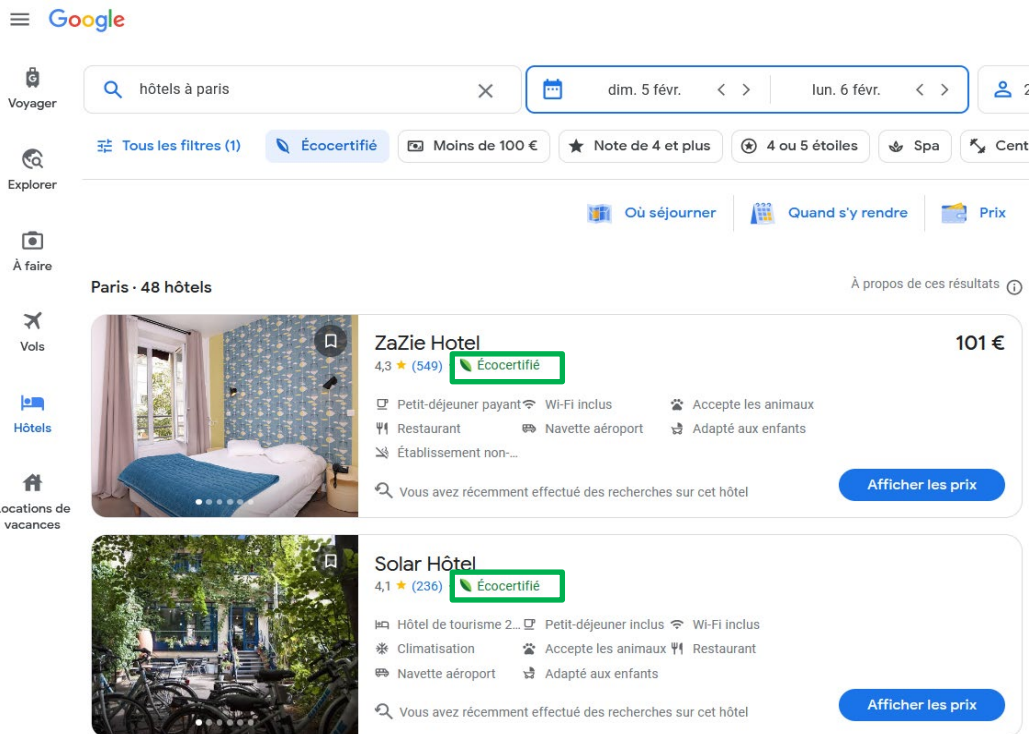 Google
Voyager
hôtels à paris
dim. 5 févr.
lun. 6 févr.
2
Tous les filtres (1)
Écocertifié
Moins de 100 €
Note de 4 et plus
4 ou 5 étoiles
Spa
Cent
Explorer
Où séjourner
Quand s'y rendre
Prix
À faire
Paris · 48 hôtels
À propos de ces résultats
Vols
Hôtels
ocations de
vacances
ZaZie Hotel
101 €
4,3 (549)
Écocertifié
Petit-déjeuner payant
Wi-Fi inclus
Accepte les animaux
Restaurant
Navette aéroport
Adapté aux enfants
Établissement non-...
Vous avez récemment effectué des recherches sur cet hôtel
Afficher les prix
Solar Hôtel
4,1 (236)
Écocertifié
Hôtel de tourisme 2...
Petit-déjeuner inclus
Wi-Fi inclus
Climatisation
Accepte les animaux
Restaurant
Navette aéroport
Adapté aux enfants
Vous avez récemment effectué des recherches sur cet hôtel
Afficher les prix